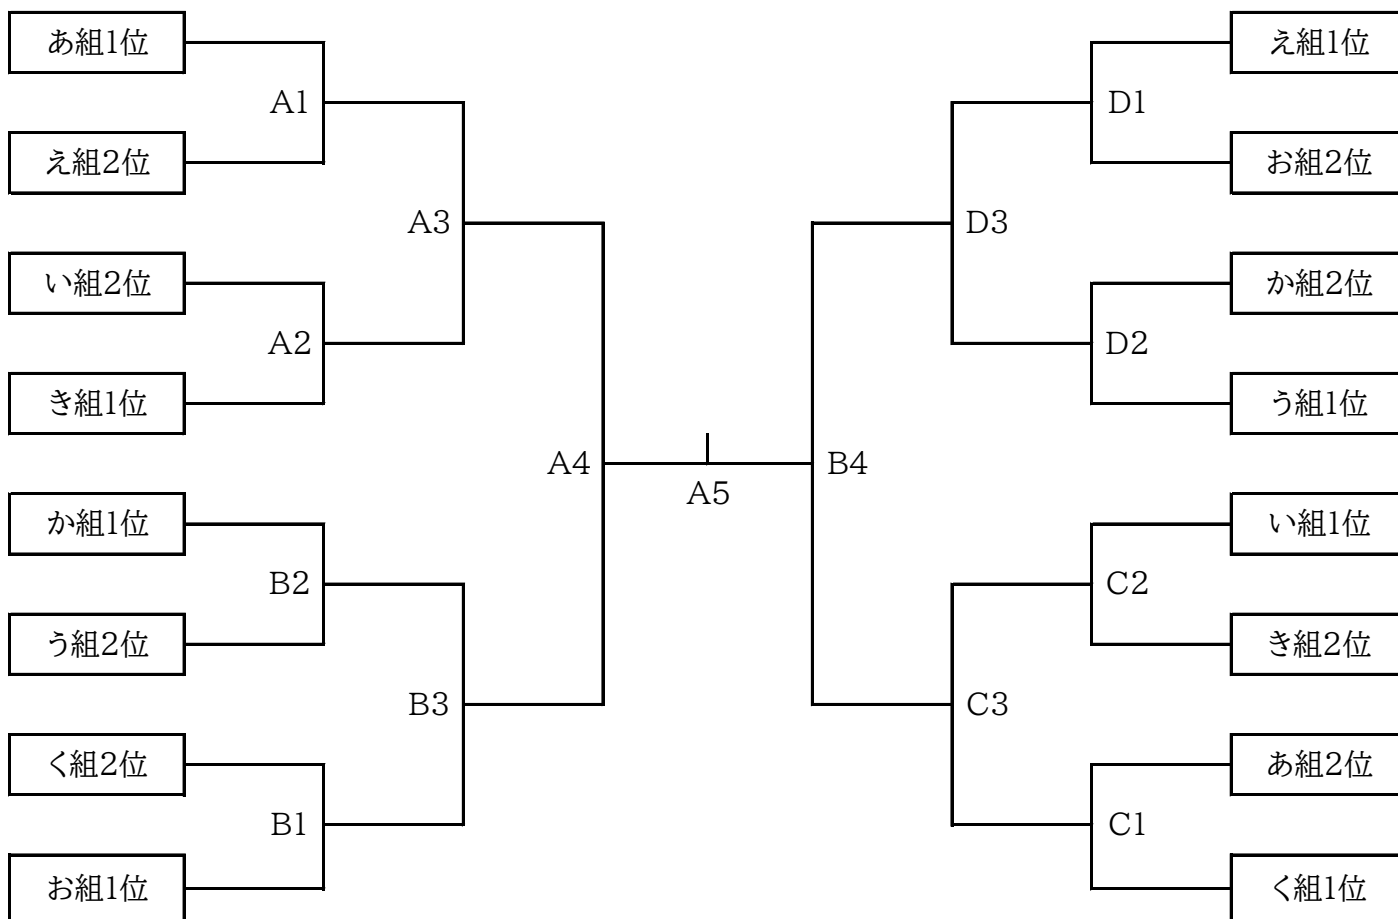 あ組1位
え組2位
い組2位
き組1位
か組1位
う組2位
く組2位
お組1位
A1
A2
B2
B1
A3
B3
A4
A5
B4
D3
C3
D1
D2
C2
C1
え組1位
お組2位
か組2位
う組1位
い組1位
き組2位
あ組2位
く組1位